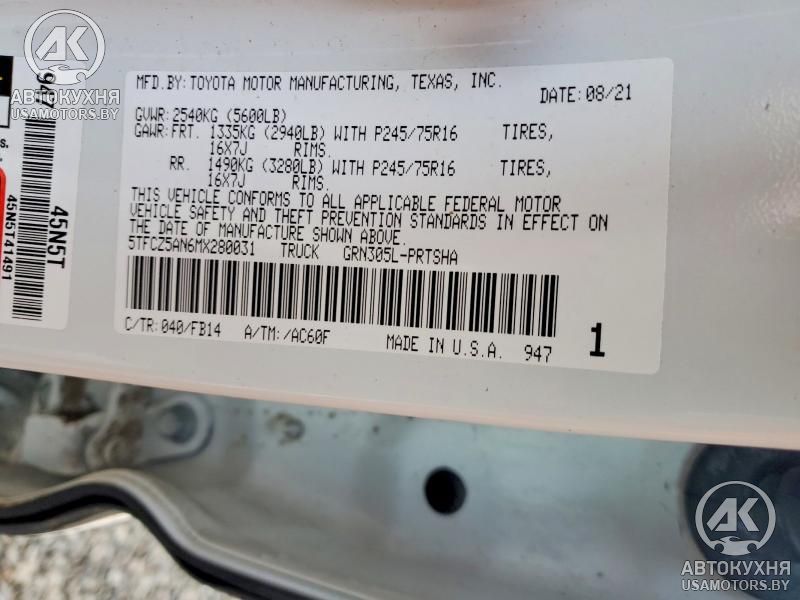 AK
АВТОКУХНЯ
USAMOTORS.BY
947
45N5T
45N5T41491
MFD.BY:TOYOTA MOTOR MANUFACTURING, TEXAS, INC.
DATE:08/21
GVWR:2540KG (5600LB)
GAWR:FRT. 1335KG (2940LB) WITH P245/75R16 TIRES,
16X7J RIMS.
RR. 1490KG (3280LB) WITH P245/75R16 TIRES,
16X7J RIMS.
THIS VEHICLE CONFORMS TO ALL APPLICABLE FEDERAL MOTOR
VEHICLE SAFETY AND THEFT PREVENTION STANDARDS IN EFFECT ON
THE DATE OF MANUFACTURE SHOWN ABOVE.
5TFCZ5AN6MX280031 TRUCK GRN305L-PRTSHA
C/TR:040/FB14 A/TM:/AC60F MADE IN U.S.A. 947 1
AK
АВТОКУХНЯ
USAMOTORS.BY